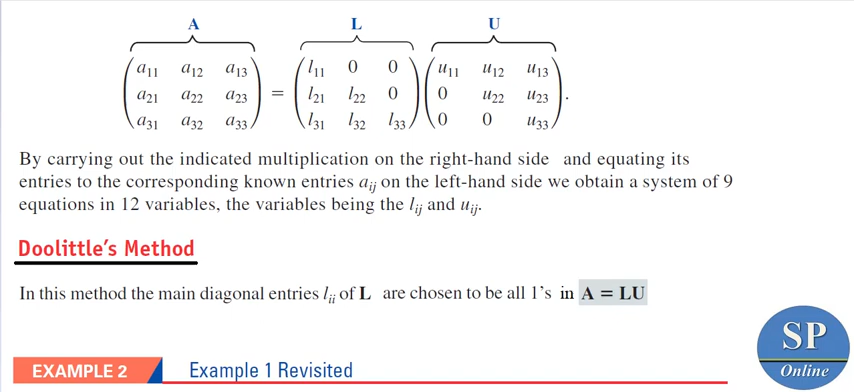 A L U
( a11 a12 a13 ) ( l11 0 0 ) ( u11 u12 u13 )
( a21 a22 a23 ) = ( l21 l22 0 ) ( 0 u22 u23 ) .
( a31 a32 a33 ) ( l31 l32 l33 ) ( 0 0 u33 )
By carrying out the indicated multiplication on the right-hand side and equating its
entries to the corresponding known entries aij on the left-hand side we obtain a system of 9
equations in 12 variables, the variables being the lij and uij.
Doolittle's Method
In this method the main diagonal entries lii of L are chosen to be all 1's in A = LU
SP
Online
EXAMPLE 2 Example 1 Revisited